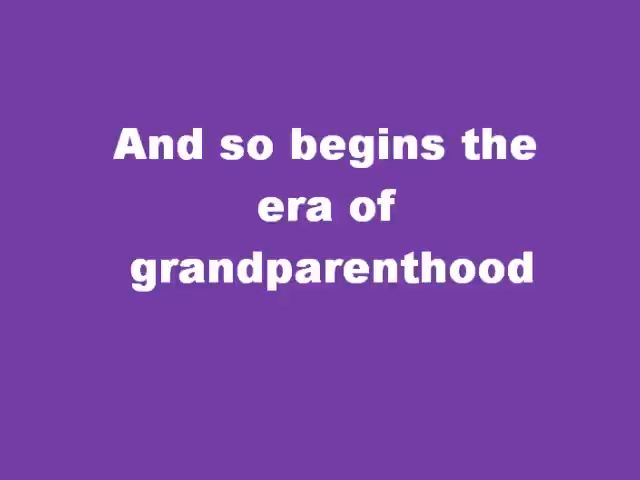 And so begins the
era of
grandparenthood